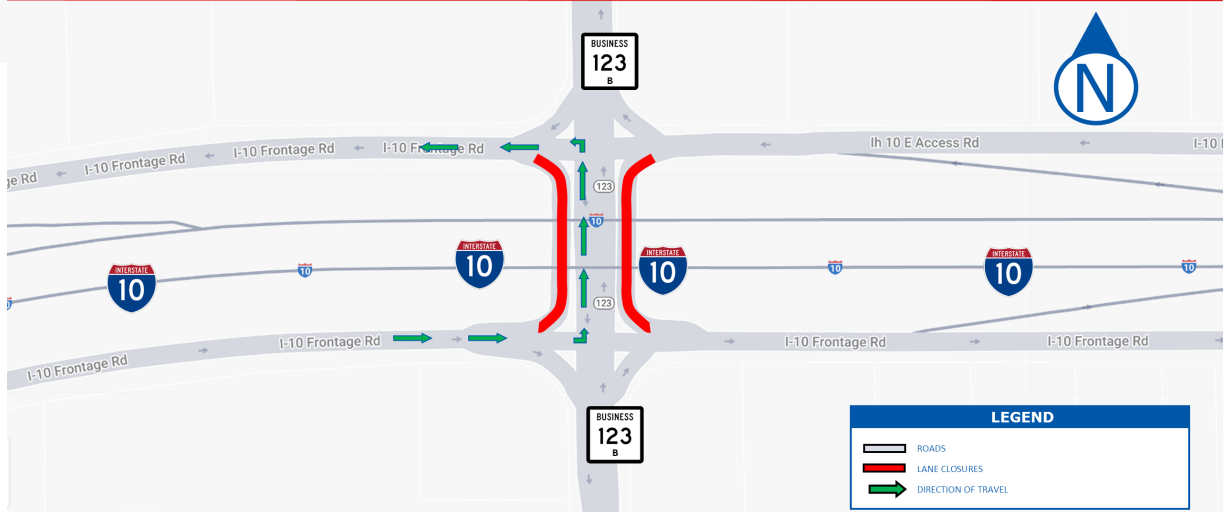 BUSINESS
123
B
N
I-10 Frontage Rd
I-10 Frontage Rd
I-10 Frontage Rd
ge Rd
Ih 10 E Access Rd
I-10
123
10
INTERSTATE
10
INTERSTATE
10
INTERSTATE
10
INTERSTATE
10
10
10
10
123
I-10 Frontage Rd
I-10 Frontage Rd
I-10 Frontage Rd
I-10 Frontage Rd
BUSINESS
123
B
LEGEND
ROADS
LANE CLOSURES
DIRECTION OF TRAVEL